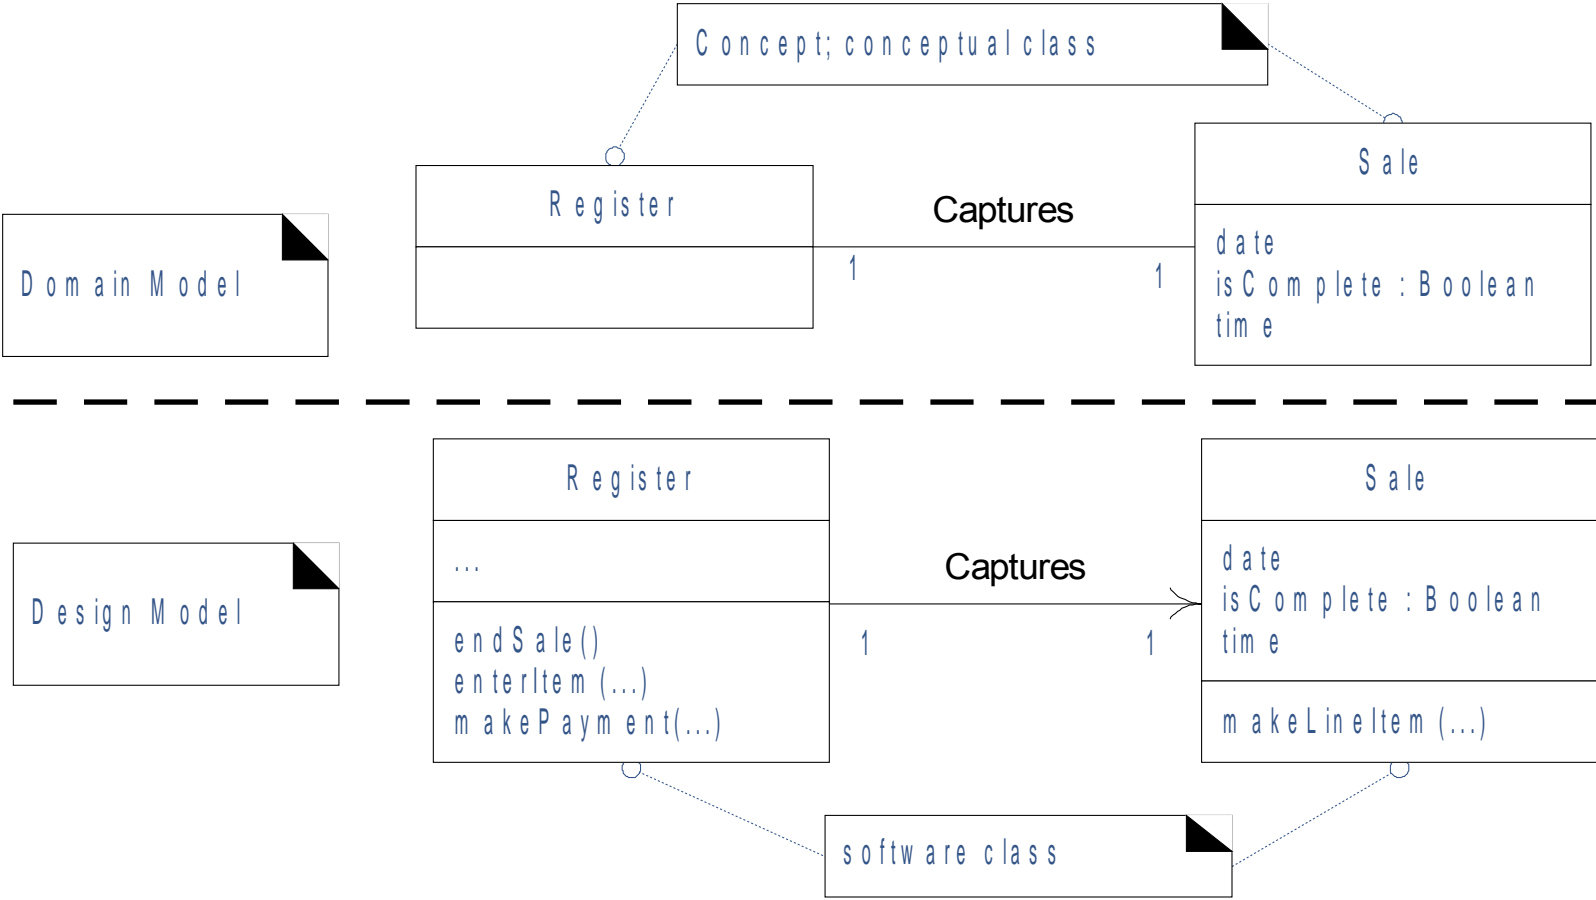 Concept; conceptual class
Register
Sale
Captures
1
1
date
isComplete : Boolean
time
Domain Model
Register
Sale
...
Captures
1
1
date
isComplete : Boolean
time
Design Model
endSale()
enterItem(...)
makePayment(...)
makeLineItem(...)
software class